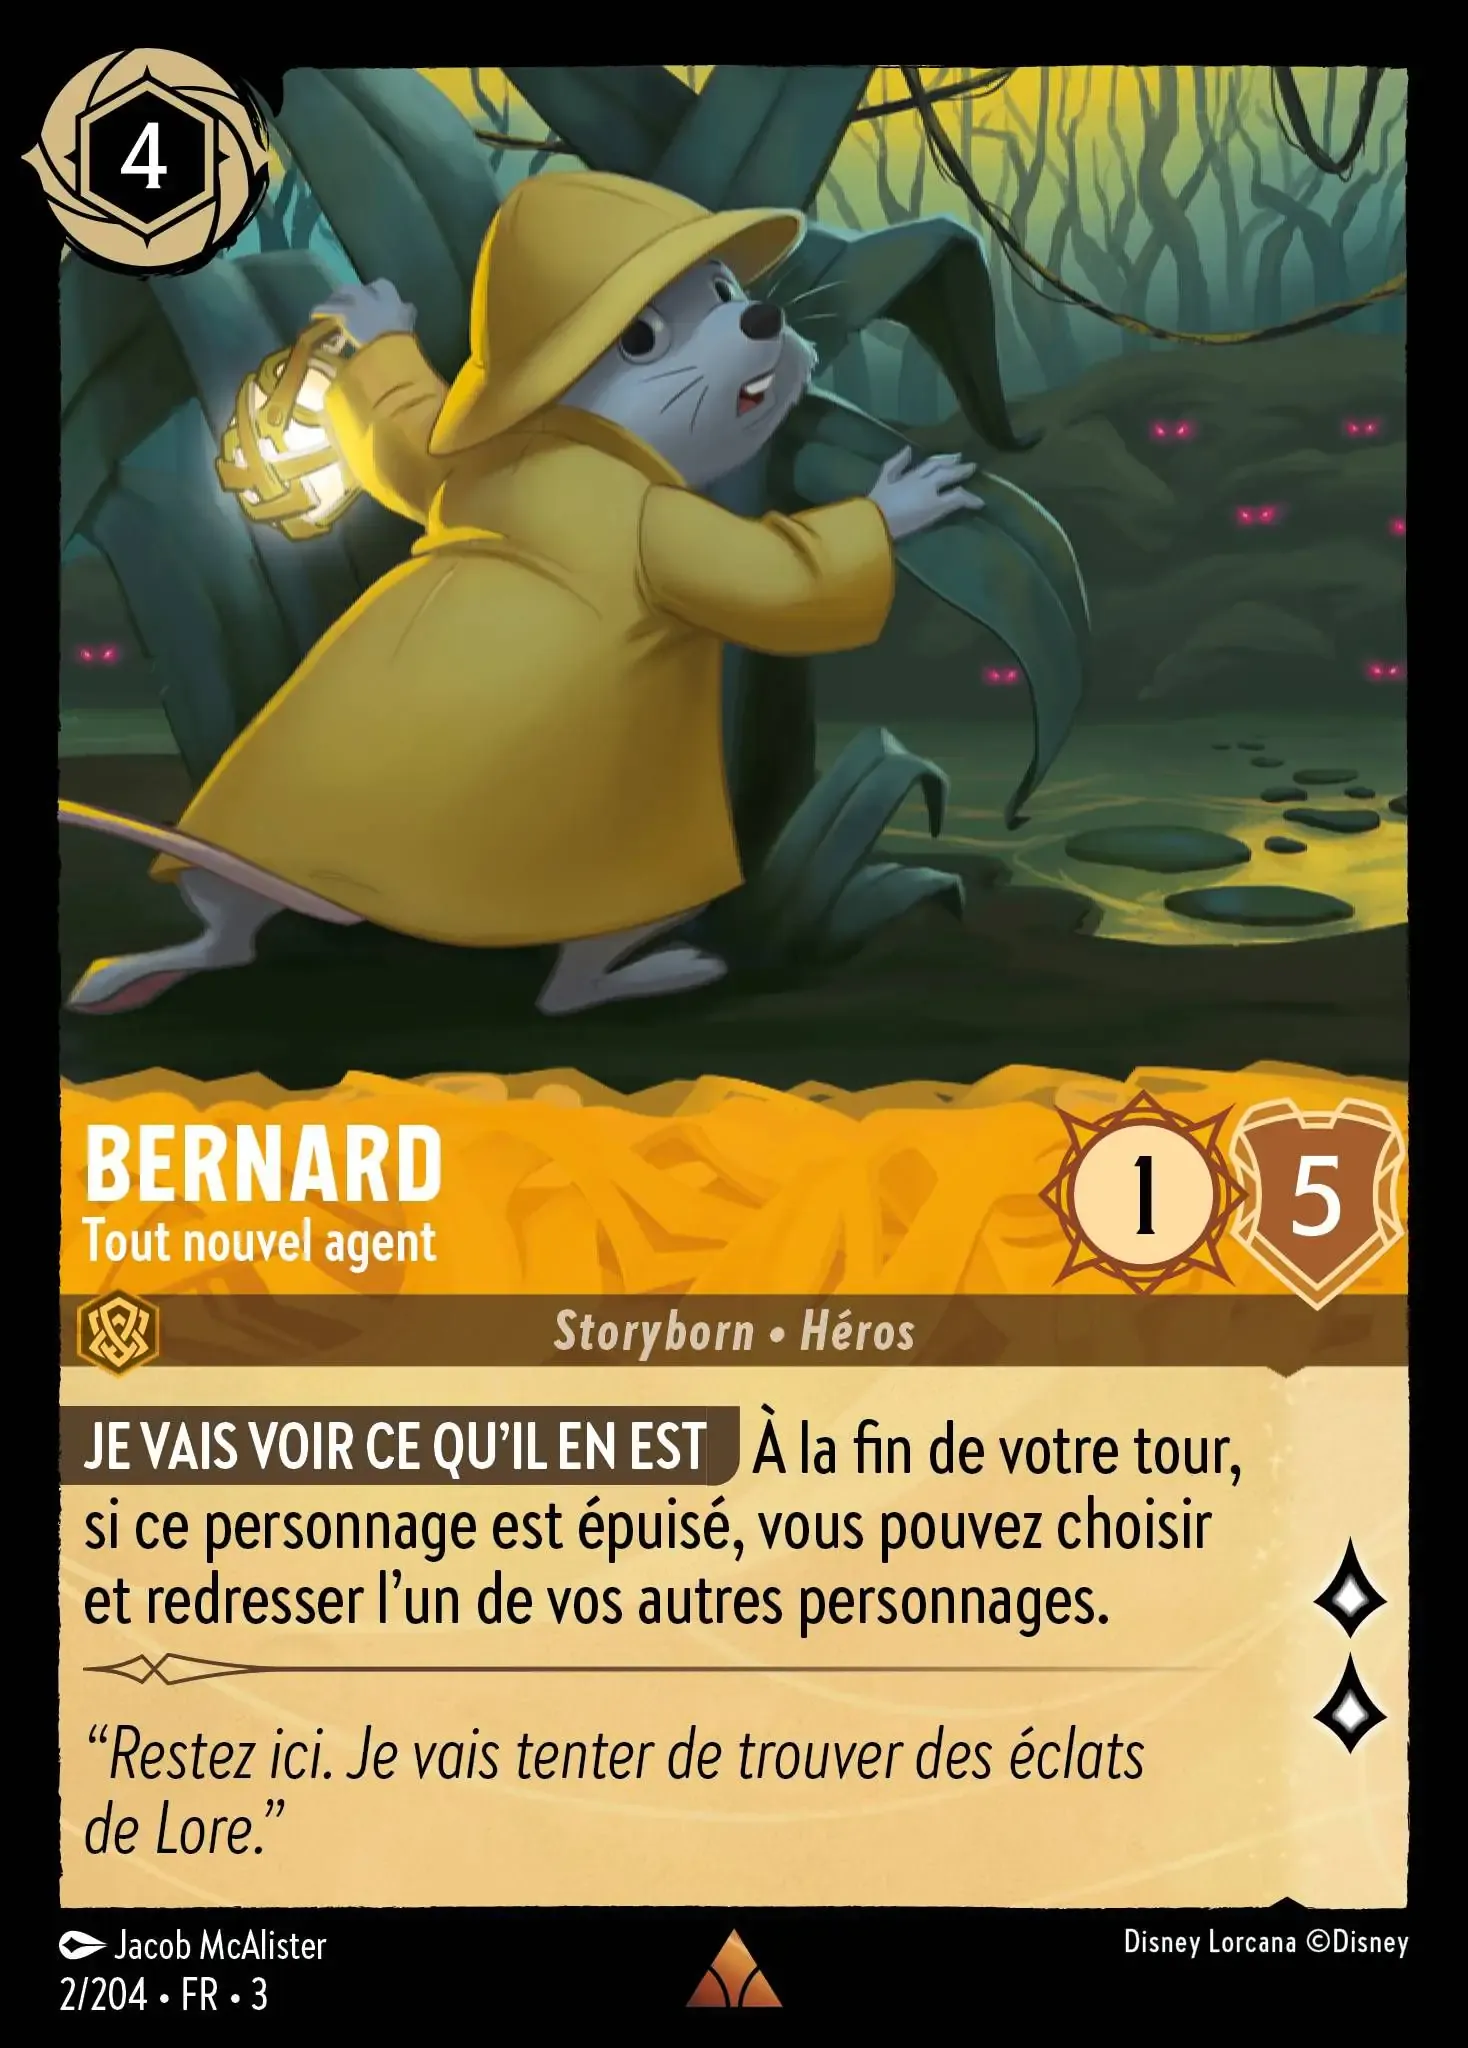 4
BERNARD
Tout nouvel agent
1
5
Storyborn • Héros
JE VAIS VOIR CE QU’IL EN EST À la fin de votre tour,
si ce personnage est épuisé, vous pouvez choisir
et redresser l’un de vos autres personnages.
“Restez ici. Je vais tenter de trouver des éclats
de Lore.”
Jacob McAlister
Disney Lorcana ©Disney
2/204 • FR • 3